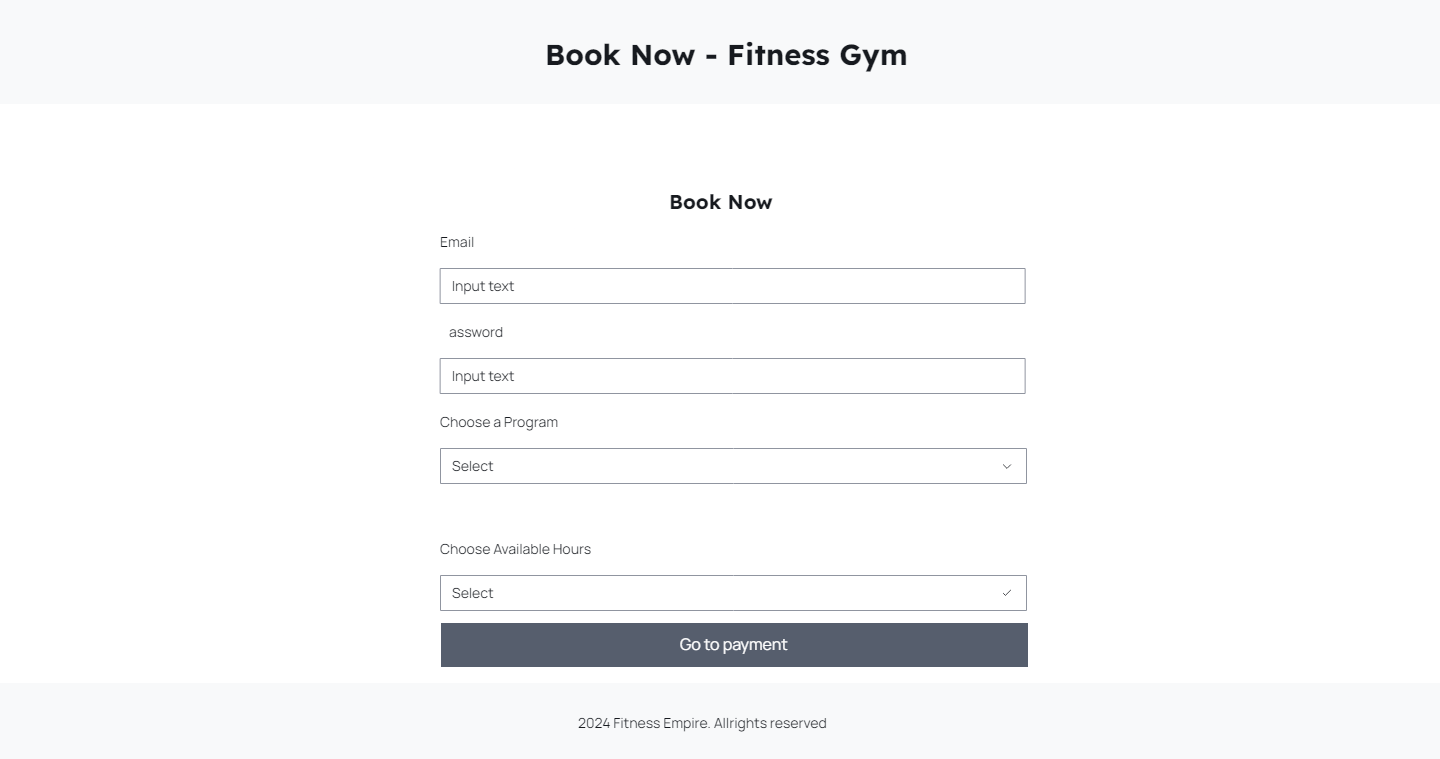 Book Now - Fitness Gym
Book Now
Email
Input text
assword
Input text
Choose a Program
Select
Choose Available Hours
Select
Go to payment
2024 Fitness Empire. Allrights reserved